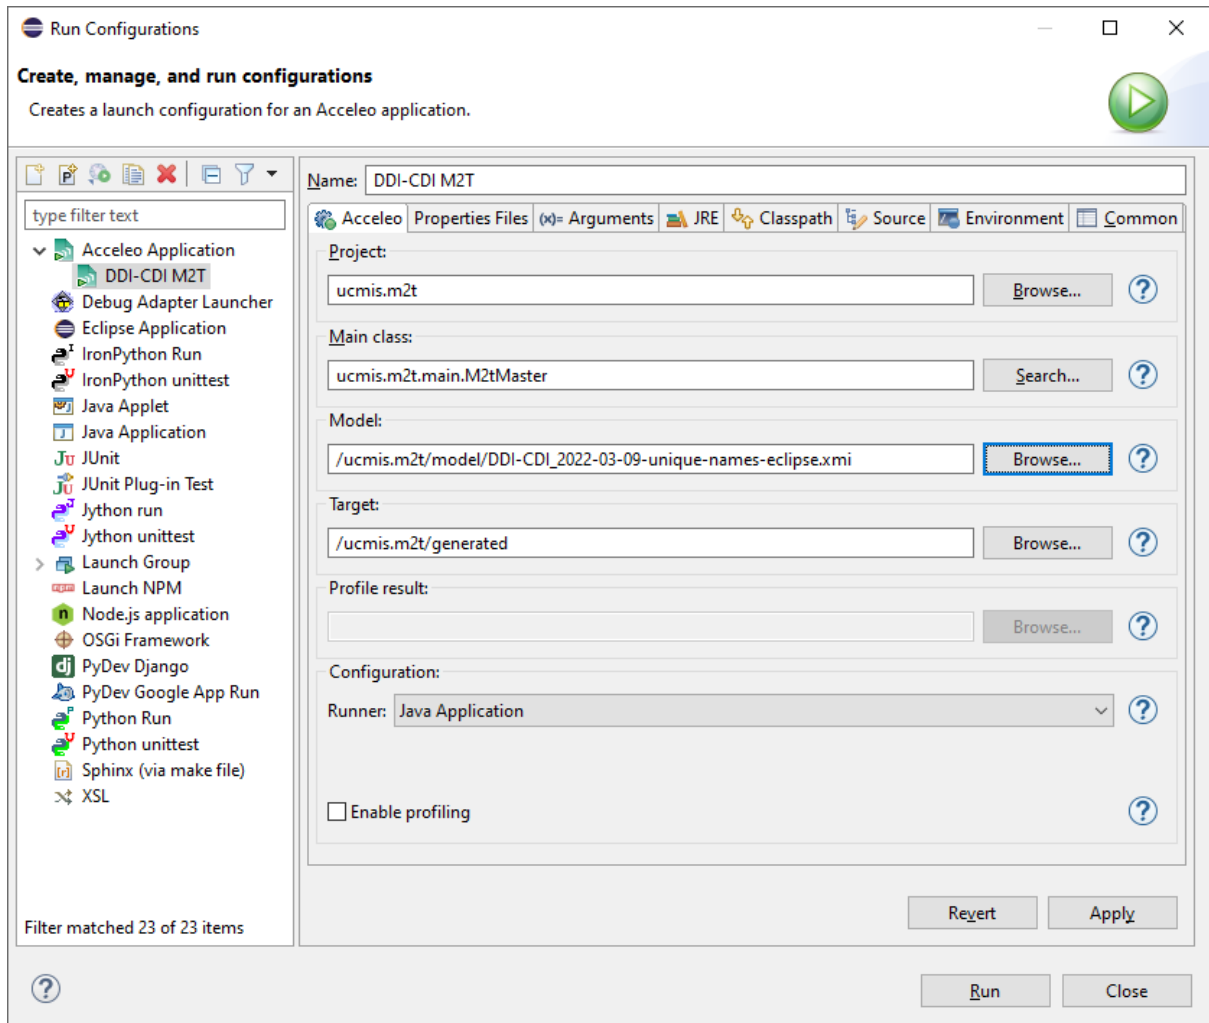 Run Configurations
Create, manage, and run configurations
Creates a launch configuration for an Acceleo application.
type filter text
Acceleo Application
DDI-CDI M2T
Debug Adapter Launcher
Eclipse Application
IronPython Run
IronPython unittest
Java Applet
Java Application
JUnit
JUnit Plug-in Test
Jython run
Jython unittest
Launch Group
Launch NPM
Node.js application
OSGi Framework
PyDev Django
PyDev Google App Run
Python Run
Python unittest
Sphinx (via make file)
XSL
Filter matched 23 of 23 items
Name: DDI-CDI M2T
Acceleo Properties Files (x)= Arguments JRE Classpath Source Environment Common
Project:
ucmis.m2t Browse...
Main class:
ucmis.m2t.main.M2tMaster Search...
Model:
/ucmis.m2t/model/DDI-CDI_2022-03-09-unique-names-eclipse.xmi Browse...
Target:
/ucmis.m2t/generated Browse...
Profile result:
Browse...
Configuration:
Runner: Java Application
Enable profiling
Revert Apply
Run Close